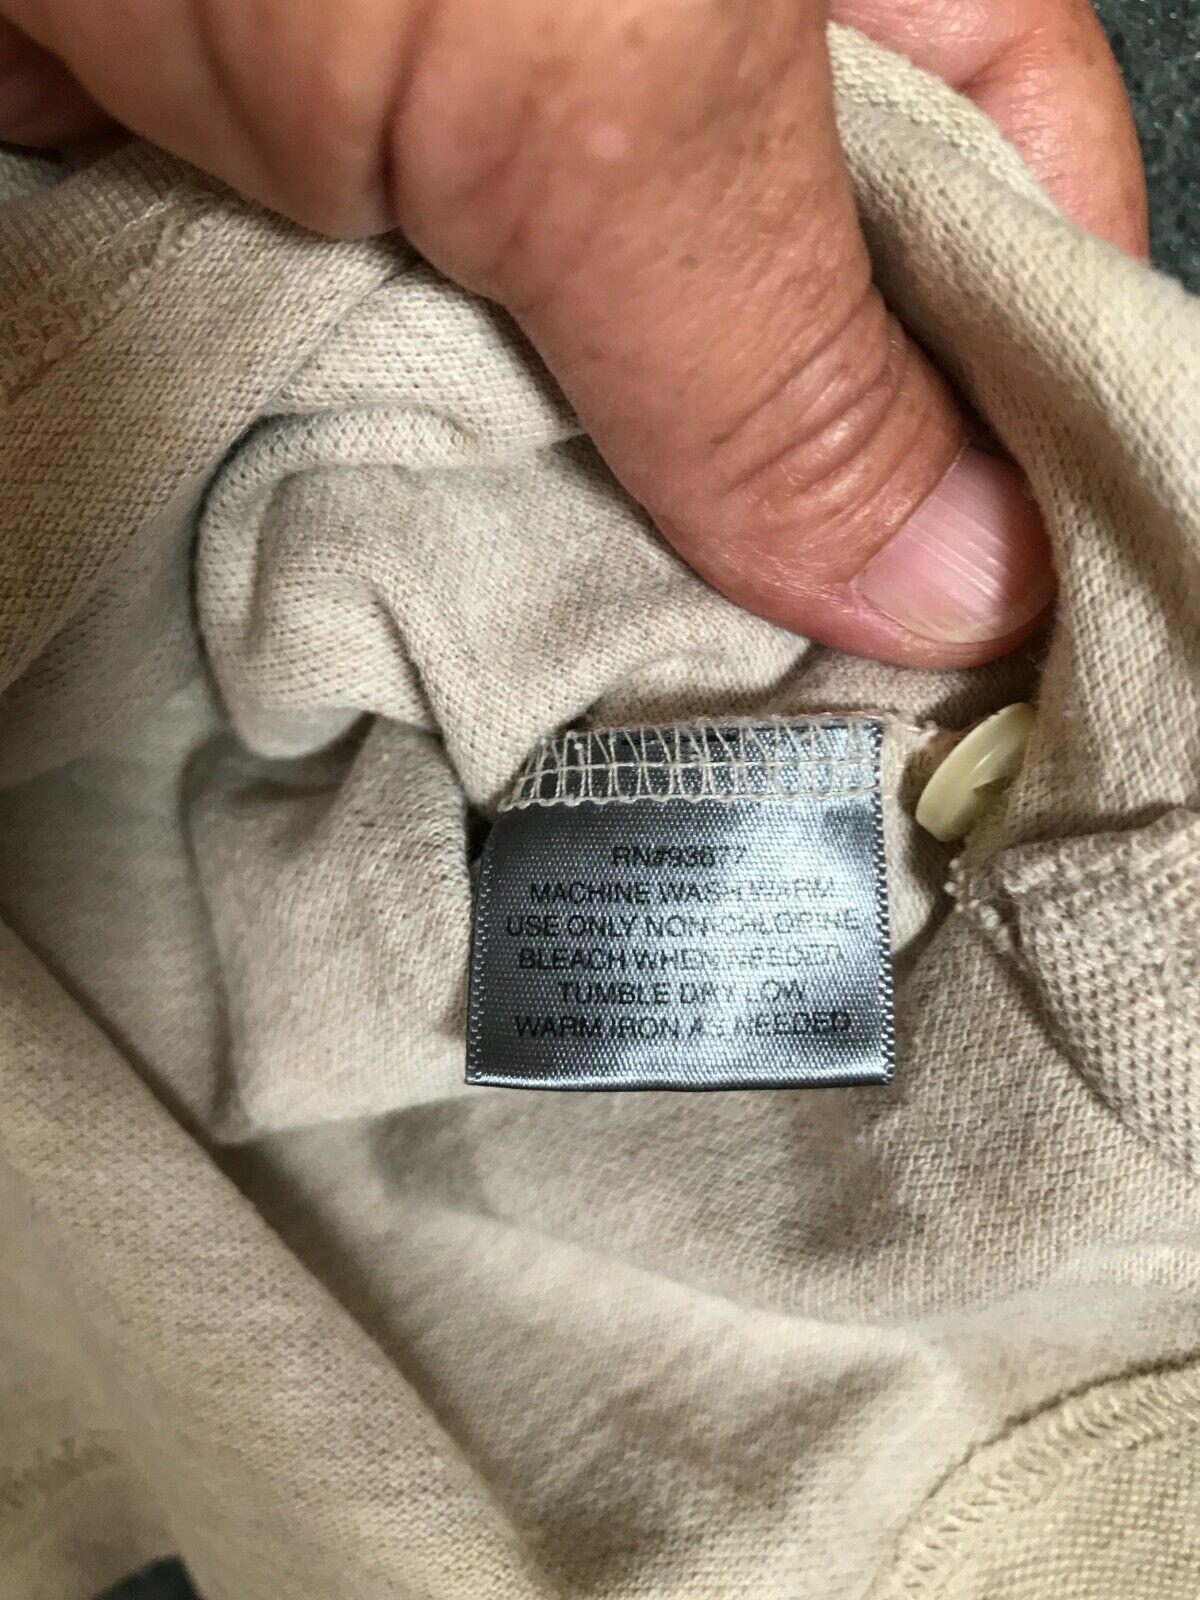 RN#93677
MACHINE WASH WARM
USE ONLY NON-CHLORINE
BLEACH WHEN NEEDED
TUMBLE DRY LOW
WARM IRON AS NEEDED